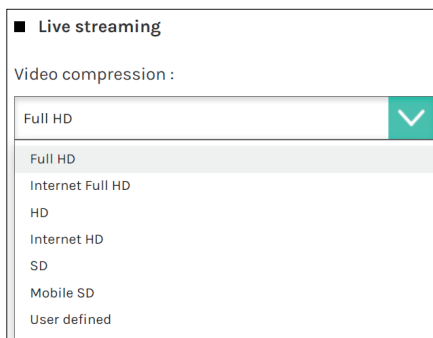 Live streaming
Video compression :
Full HD
Full HD
Internet Full HD
HD
Internet HD
SD
Mobile SD
User defined